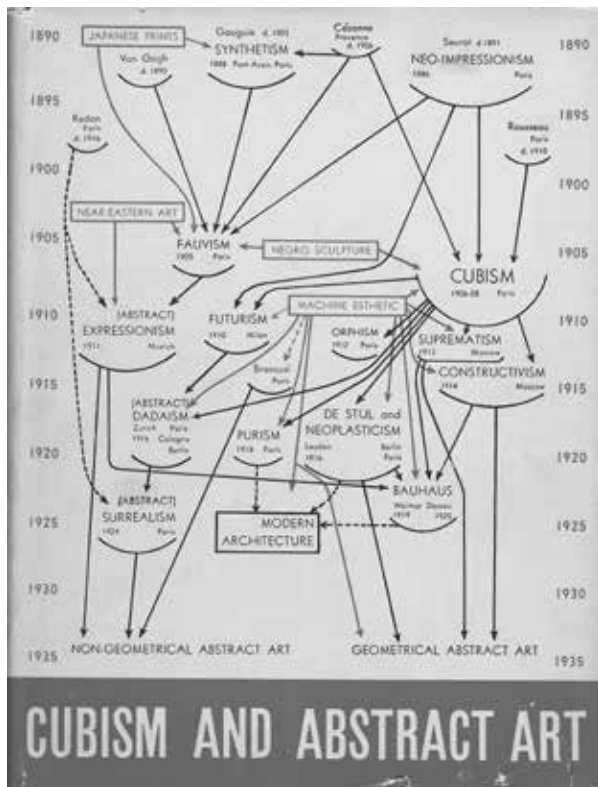 1890
JAPANESE PRINTS
Van Gogh
d. 1890
Gauguin d. 1903
SYNTHETISM
1888 Pont-Aven, Paris
Cézanne
Provence
d. 1906
Seurat d. 1891
NEO-IMPRESSIONISM
1886 Paris
1890
1895
Redon
Paris
d. 1916
Rousseau
Paris
d. 1910
1895
1900
1900
NEAR-EASTERN ART
1905
FAUVISM
1905 Paris
NEGRO SCULPTURE
CUBISM
1906-08 Paris
1905
1910
(ABSTRACT)
EXPRESSIONISM
1911 Munich
FUTURISM
1910 Milan
MACHINE ESTHETIC
ORPHISM
1912 Paris
SUPREMATISM
1913 Moscow
1910
Brancusi
Paris
CONSTRUCTIVISM
1914 Moscow
1915
1915
(ABSTRACT)
DADAISM
Zurich Paris
1916 Cologne
Berlin
PURISM
1918 Paris
DE STIJL and
NEOPLASTICISM
Leyden Berlin
1916 Paris
1920
1920
(ABSTRACT)
SURREALISM
1924 Paris
BAUHAUS
Weimar Dessau
1919 1925
MODERN
ARCHITECTURE
1925
1925
1930
1930
NON-GEOMETRICAL ABSTRACT ART
GEOMETRICAL ABSTRACT ART
1935
1935
CUBISM AND ABSTRACT ART